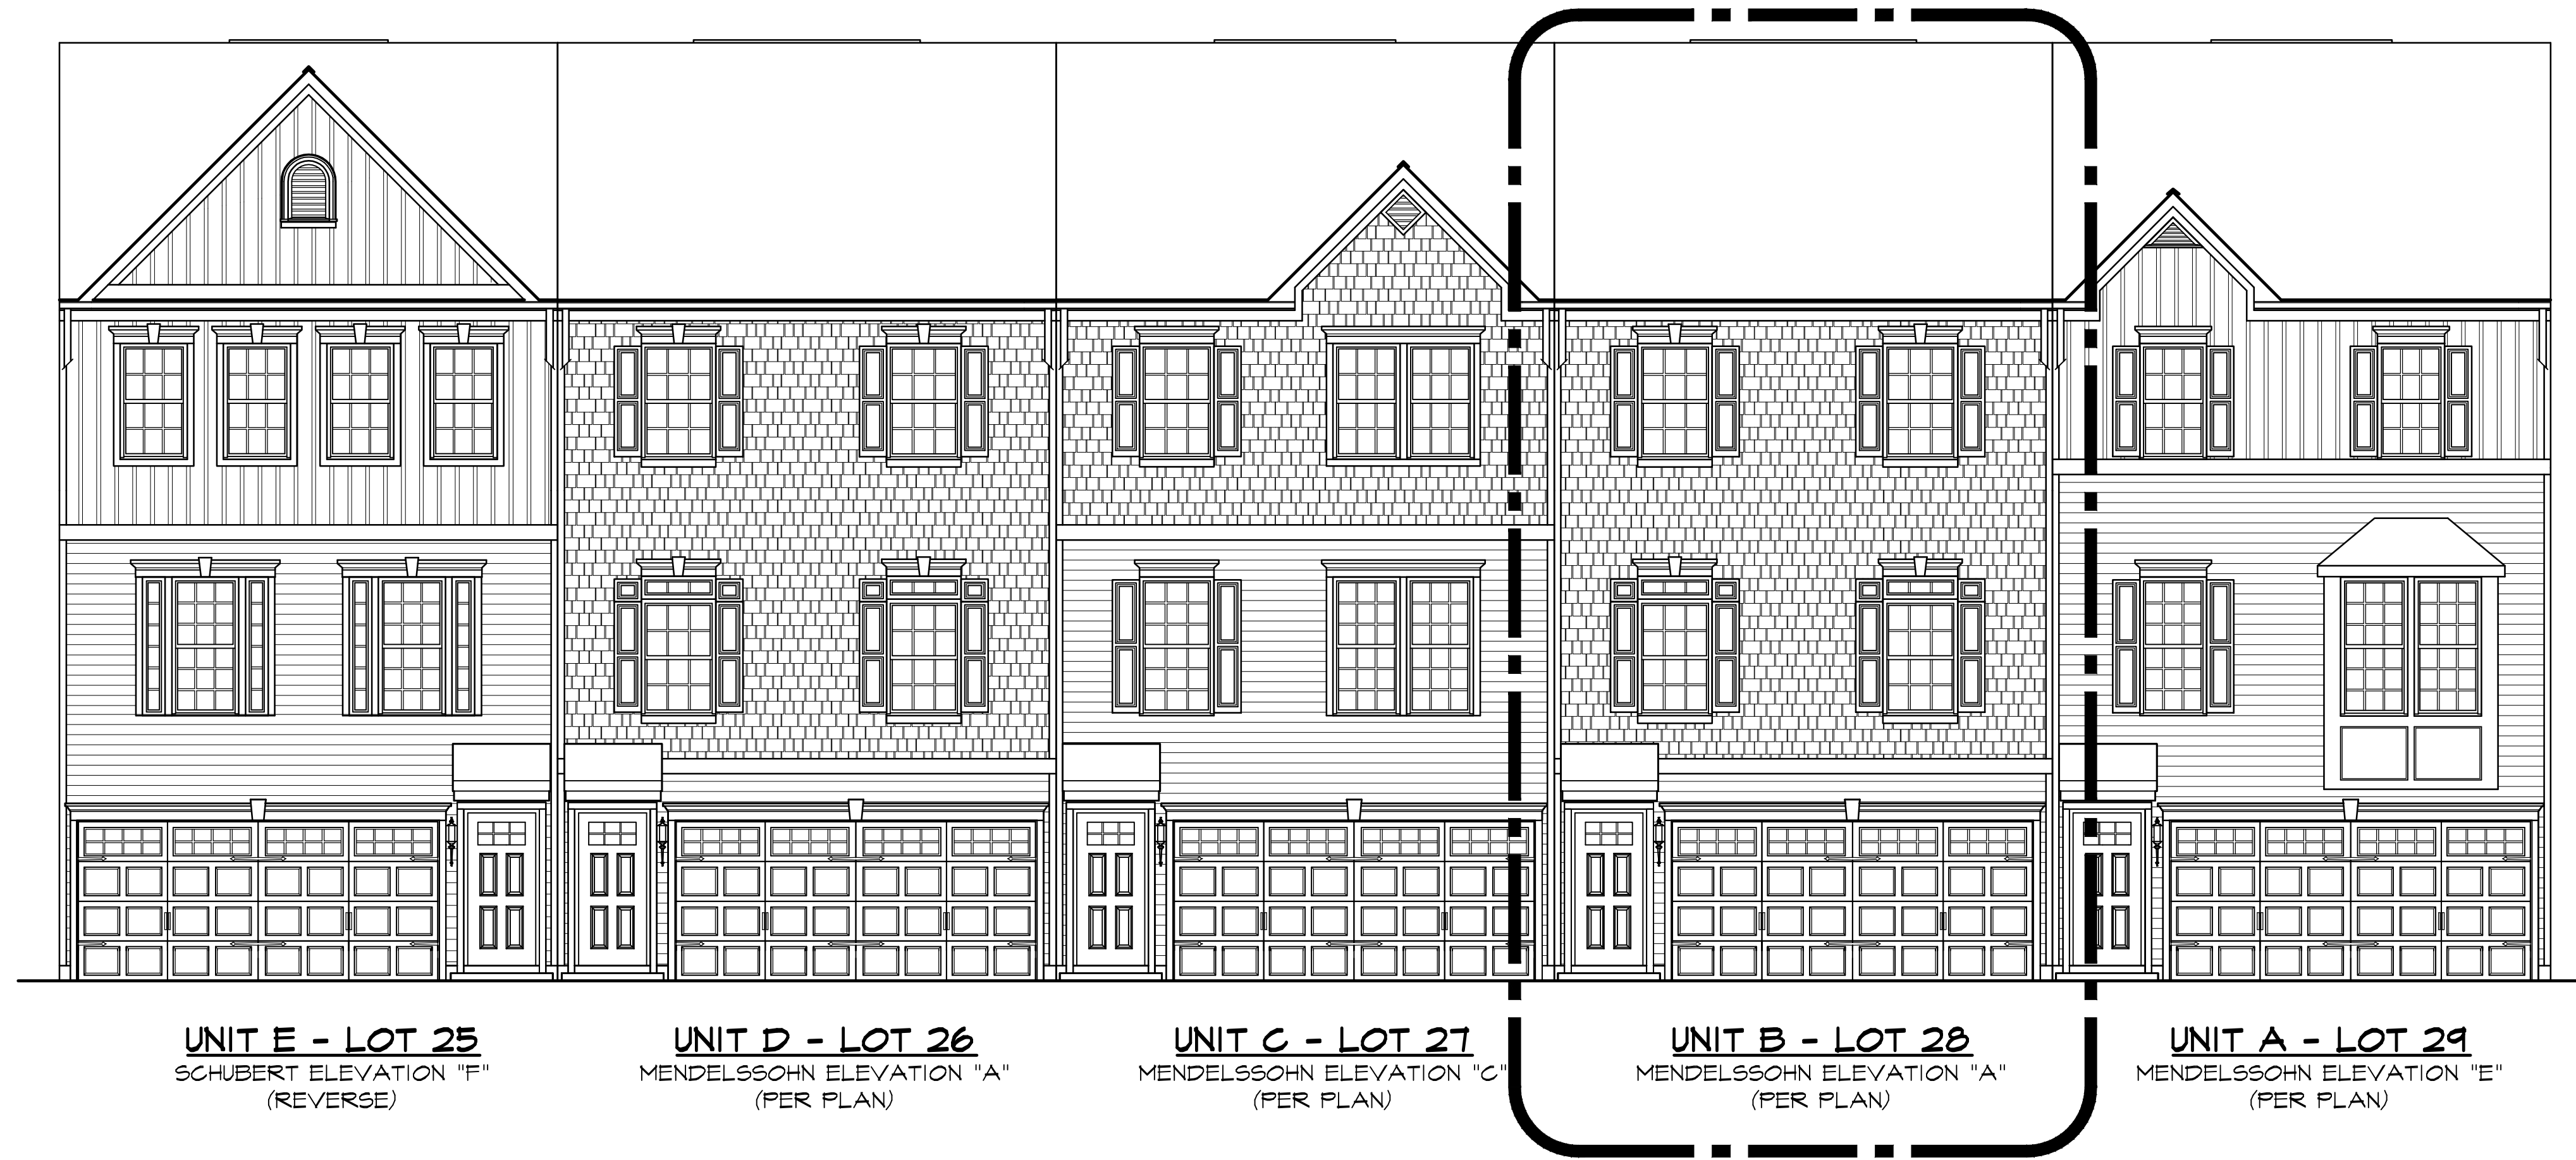 UNIT E - LOT 25
SCHUBERT ELEVATION "F"
(REVERSE)
UNIT D - LOT 26
MENDELSSOHN ELEVATION "A"
(PER PLAN)
UNIT C - LOT 27
MENDELSSOHN ELEVATION "C"
(PER PLAN)
UNIT B - LOT 28
MENDELSSOHN ELEVATION "A"
(PER PLAN)
UNIT A - LOT 29
MENDELSSOHN ELEVATION "E"
(PER PLAN)